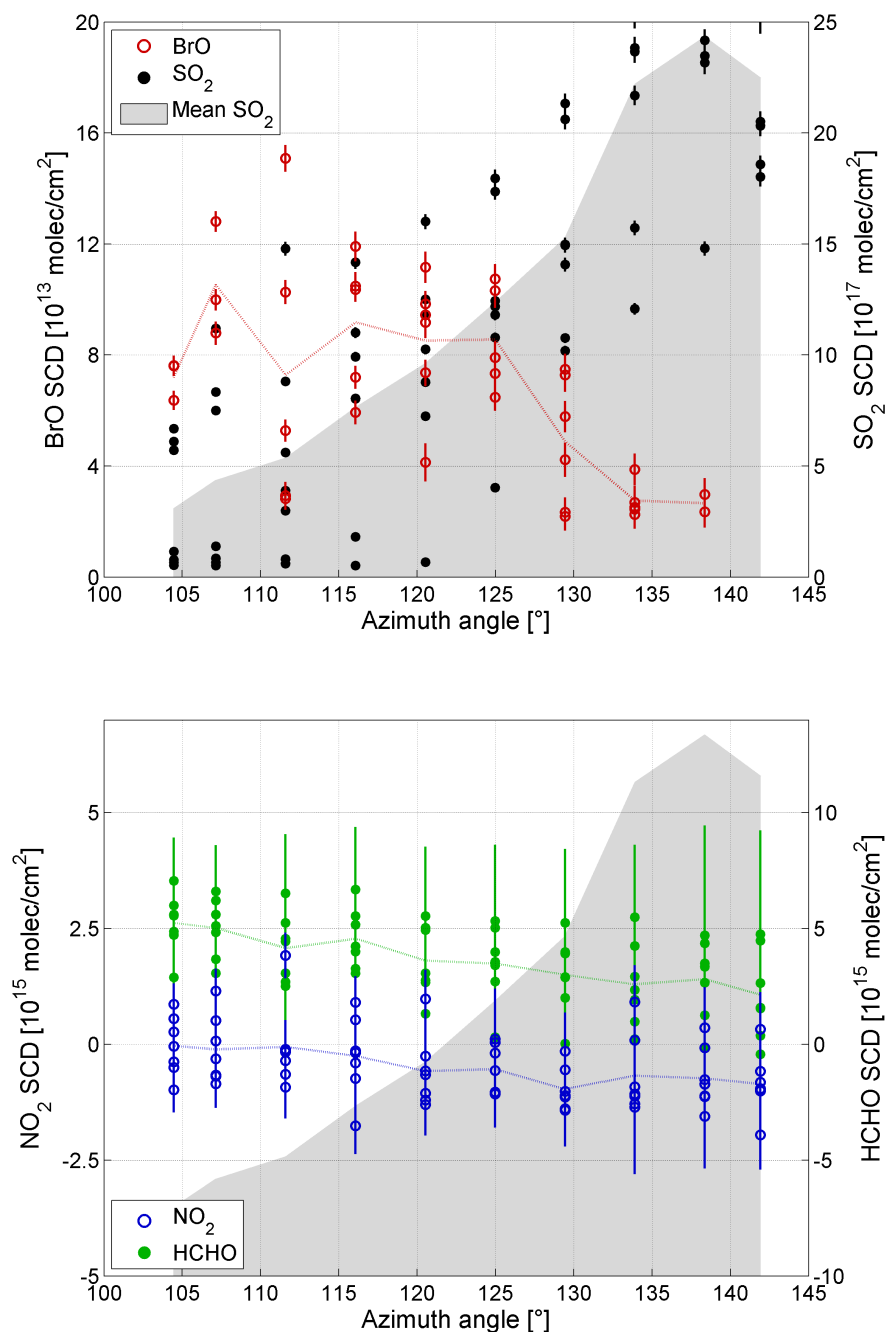 BrO
SO2
Mean SO2
20
16
12
8
4
0
BrO SCD [10^13 molec/cm^2]
25
20
15
10
5
0
SO2 SCD [10^17 molec/cm^2]
100 105 110 115 120 125 130 135 140 145
Azimuth angle [°]
5
2.5
0
-2.5
-5
NO2 SCD [10^15 molec/cm^2]
10
5
0
-5
-10
HCHO SCD [10^15 molec/cm^2]
NO2
HCHO
100 105 110 115 120 125 130 135 140 145
Azimuth angle [°]